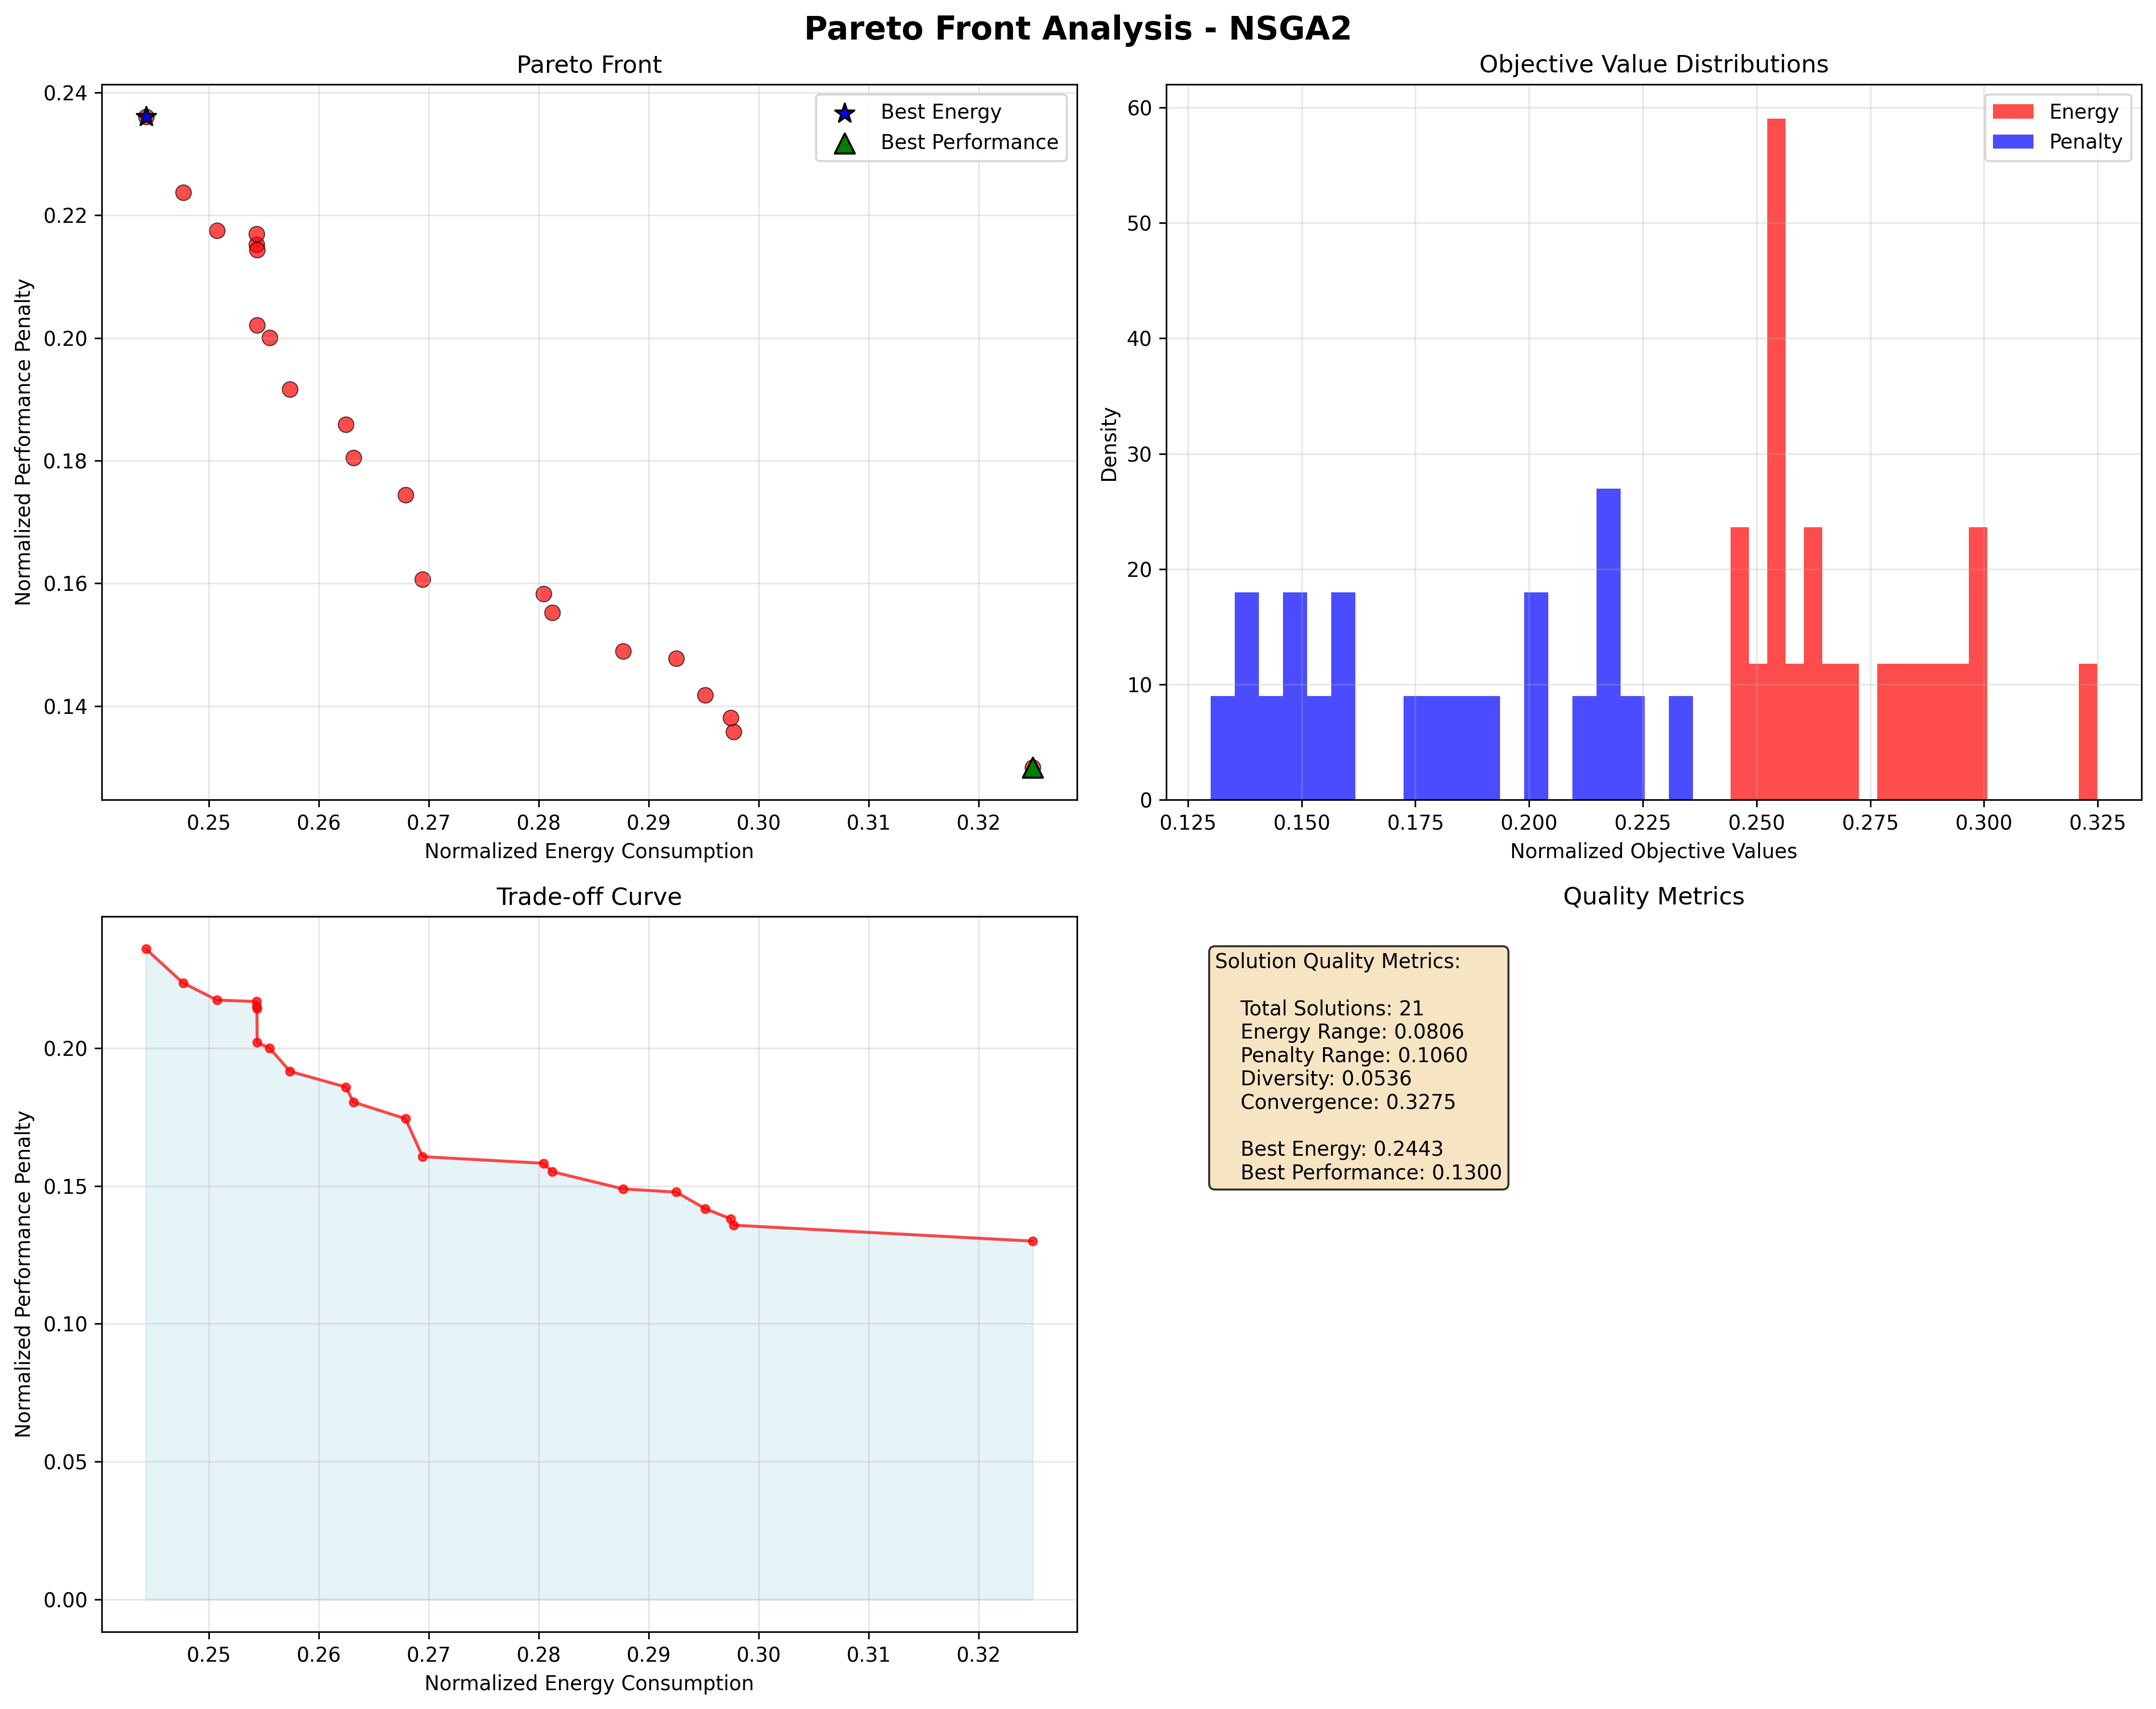 Pareto Front Analysis - NSGA2
Pareto Front
0.24
0.22
0.20
0.18
0.16
0.14
Normalized Performance Penalty
Best Energy
Best Performance
0.25 0.26 0.27 0.28 0.29 0.30 0.31 0.32
Normalized Energy Consumption
Objective Value Distributions
60
50
40
30
20
10
0
Density
Energy
Penalty
0.125 0.150 0.175 0.200 0.225 0.250 0.275 0.300 0.325
Normalized Objective Values
Trade-off Curve
0.20
0.15
0.10
0.05
0.00
Normalized Performance Penalty
0.25 0.26 0.27 0.28 0.29 0.30 0.31 0.32
Normalized Energy Consumption
Quality Metrics
Solution Quality Metrics:
Total Solutions: 21
Energy Range: 0.0806
Penalty Range: 0.1060
Diversity: 0.0536
Convergence: 0.3275
Best Energy: 0.2443
Best Performance: 0.1300